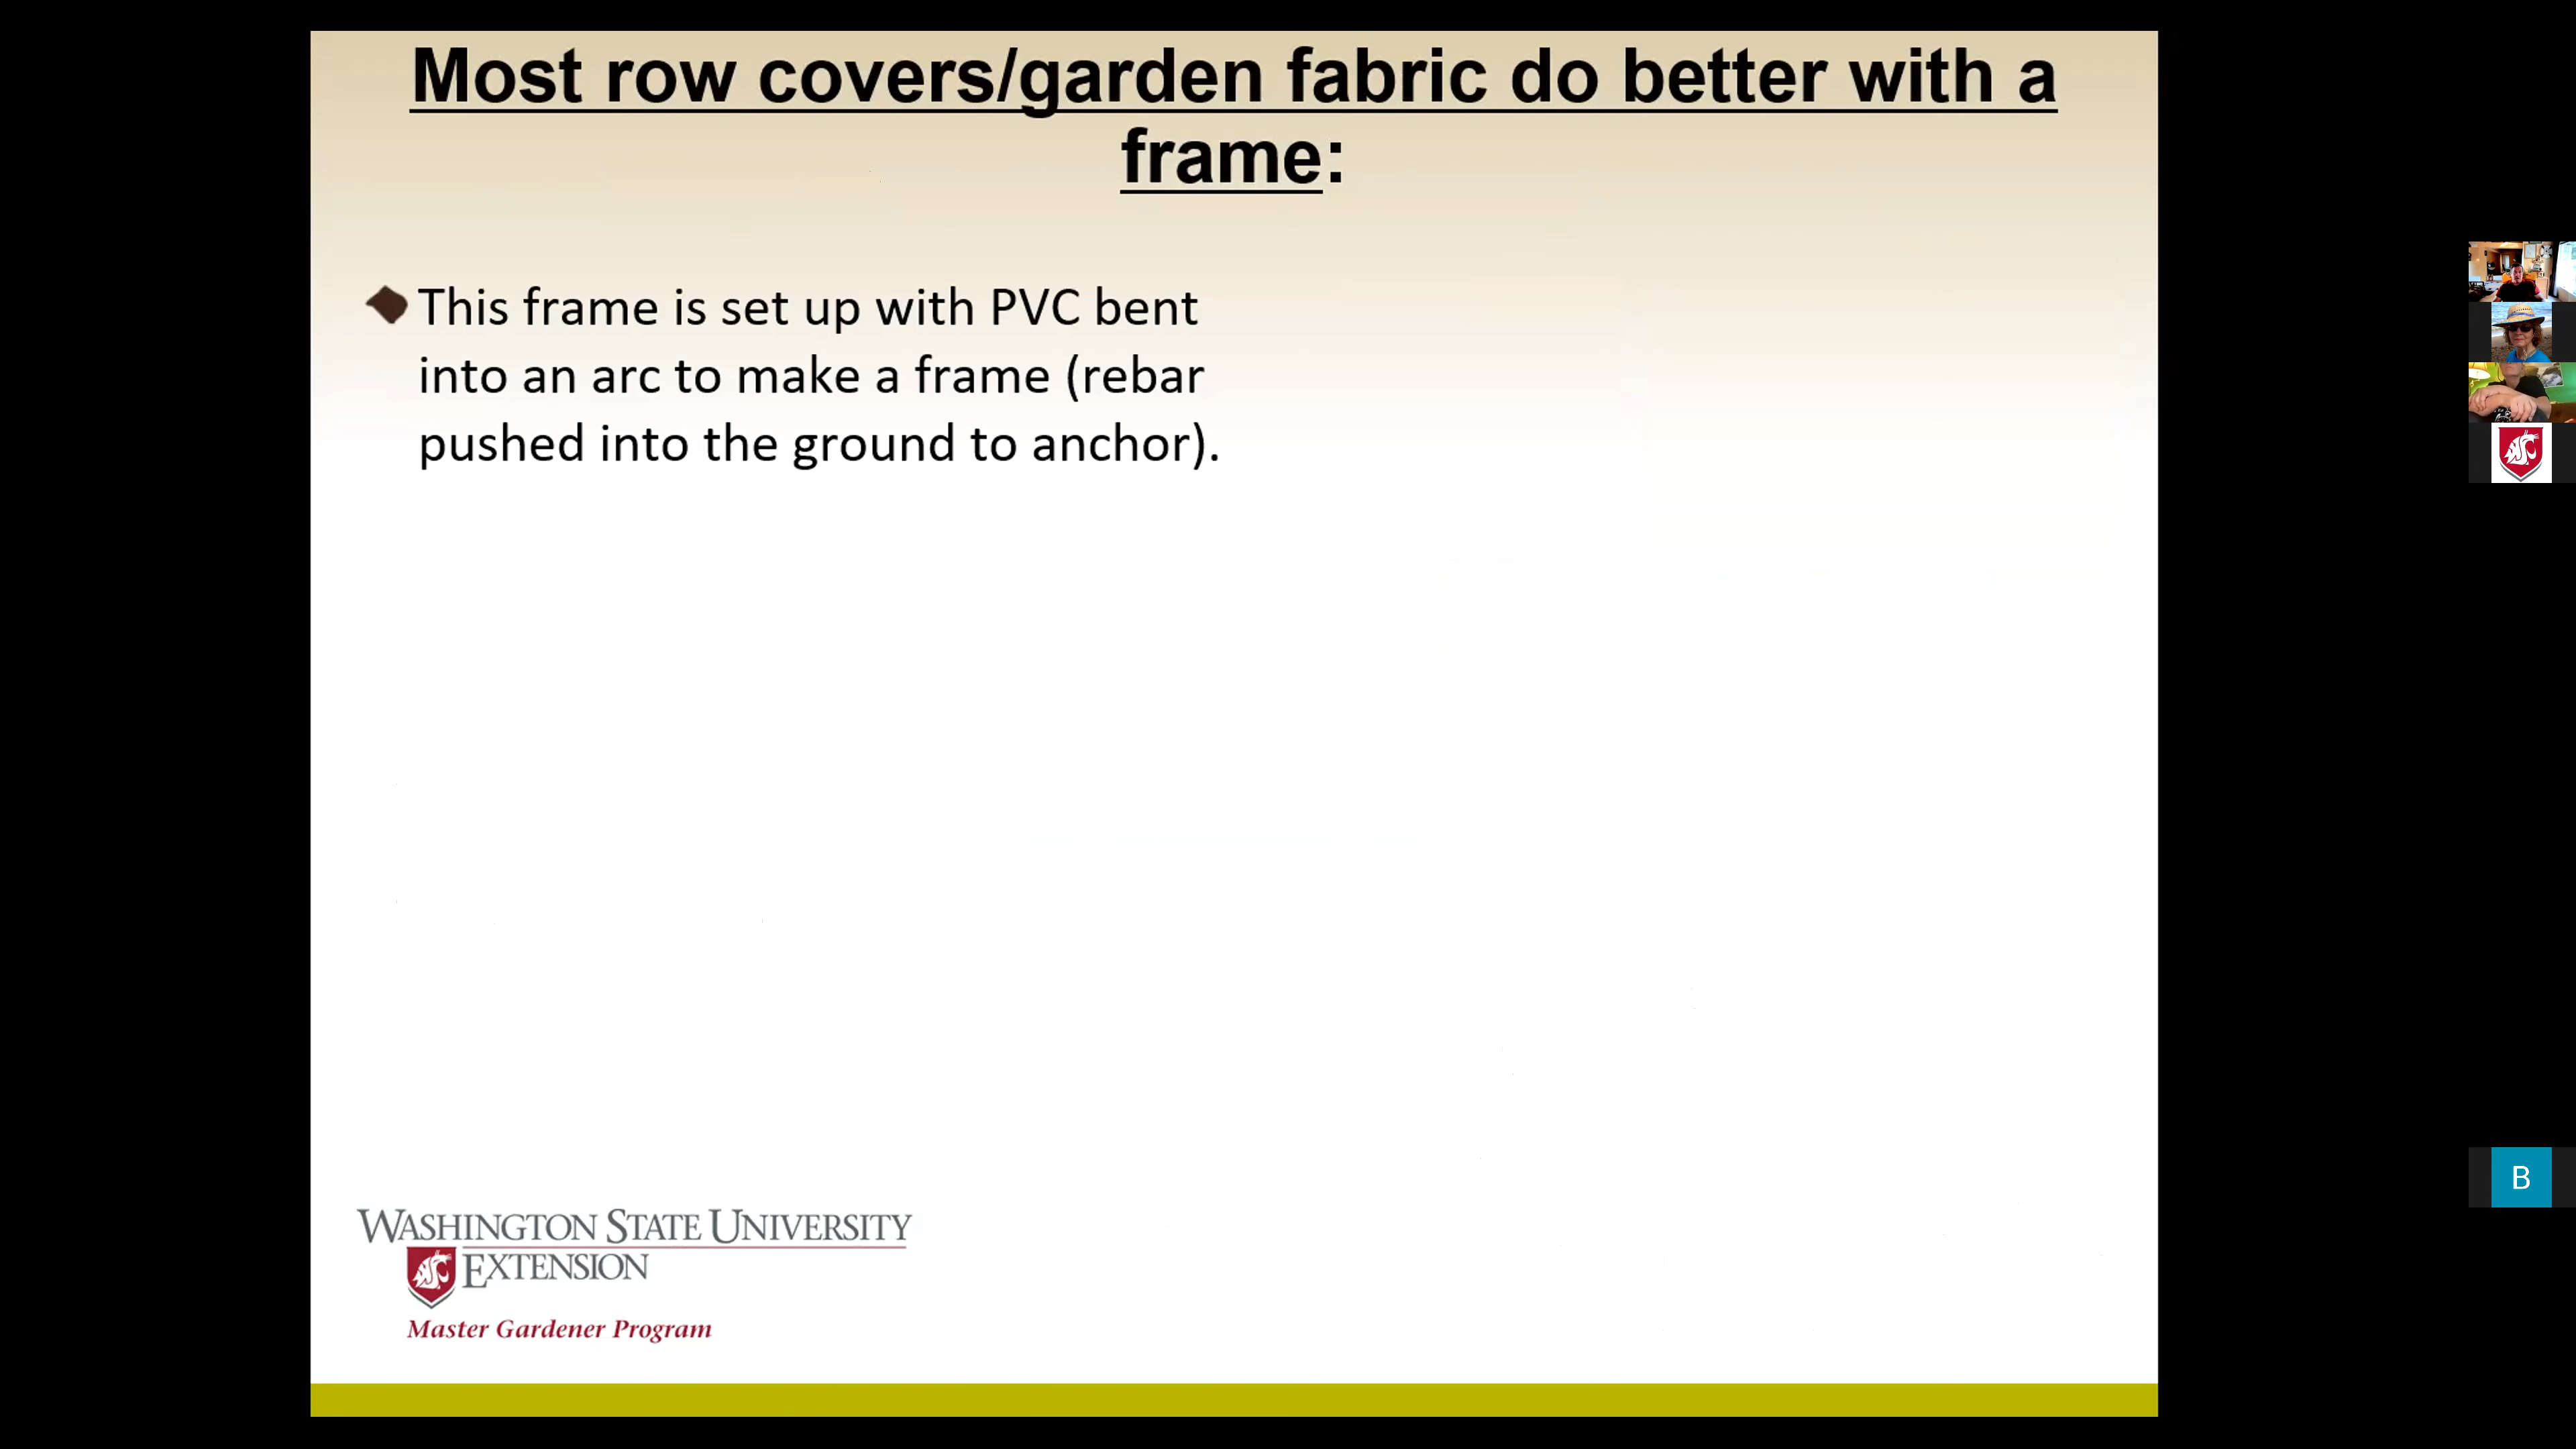 Most row covers/garden fabric do better with a
frame:
This frame is set up with PVC bent
into an arc to make a frame (rebar
pushed into the ground to anchor).
WASHINGTON STATE UNIVERSITY
EXTENSION
Master Gardener Program
B